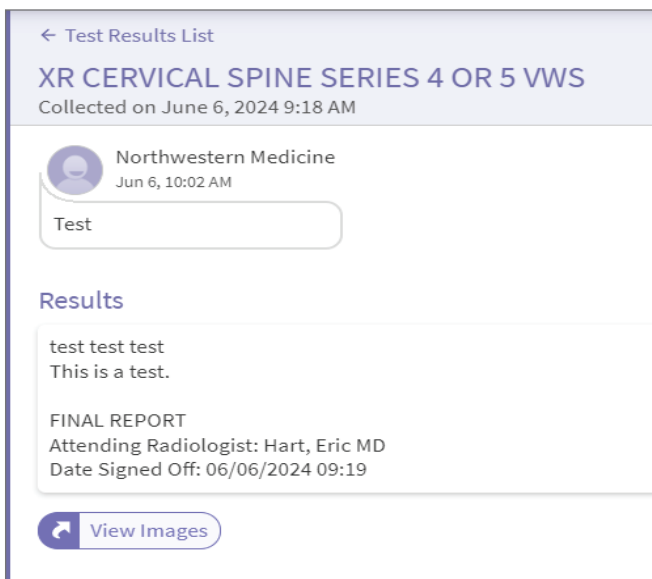 ← Test Results List
XR CERVICAL SPINE SERIES 4 OR 5 VWS
Collected on June 6, 2024 9:18 AM
Northwestern Medicine
Jun 6, 10:02 AM
Test
Results
test test test
This is a test.
FINAL REPORT
Attending Radiologist: Hart, Eric MD
Date Signed Off: 06/06/2024 09:19
View Images